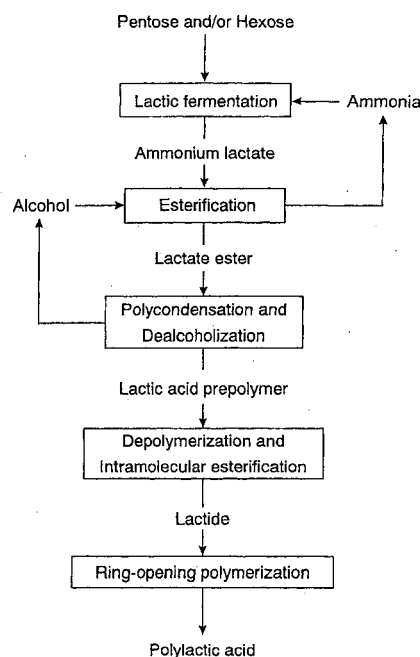 Pentose and/or Hexose
Lactic fermentation
Ammonia
Ammonium lactate
Alcohol
Esterification
Lactate ester
Polycondensation and
Dealcoholization
Lactic acid prepolymer
Depolymerization and
Intramolecular esterification
Lactide
Ring-opening polymerization
Polylactic acid